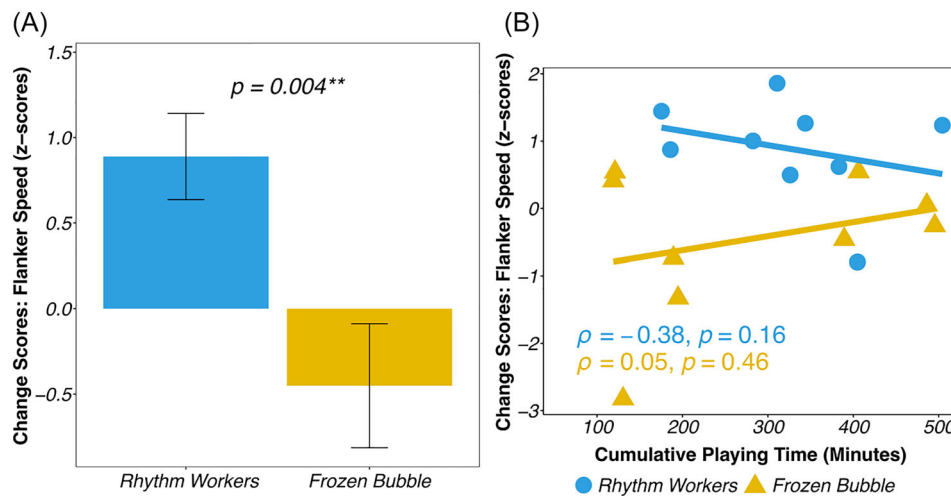 (A)
Change Scores: Flanker Speed (z−scores)
1.5
1.0
0.5
0.0
−0.5
p = 0.004**
Rhythm Workers
Frozen Bubble
(B)
Change Scores: Flanker Speed (z−scores)
2
1
0
−1
−2
−3
ρ = −0.38, p = 0.16
ρ = 0.05, p = 0.46
100 200 300 400 500
Cumulative Playing Time (Minutes)
Rhythm Workers Frozen Bubble